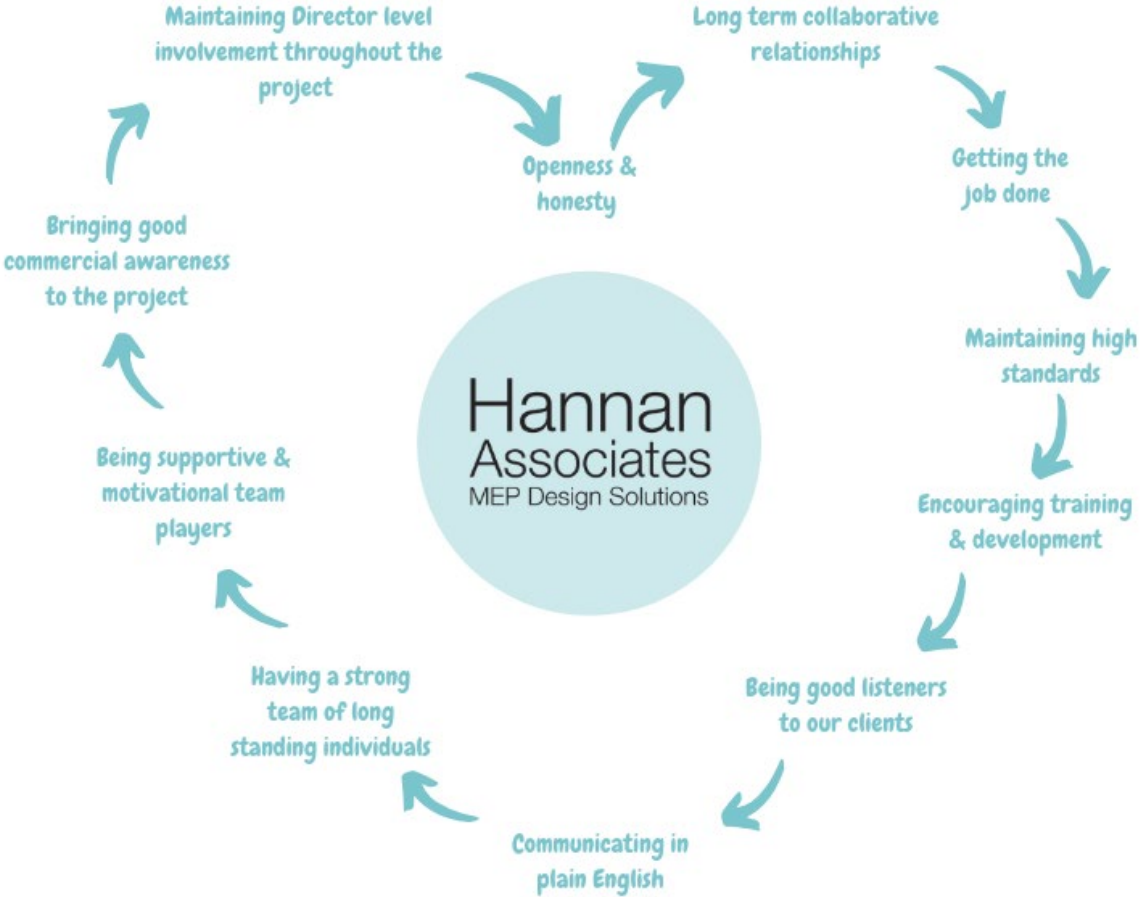 Maintaining Director level
involvement throughout the
project
Openness &
honesty
Long term collaborative
relationships
Getting the
job done
Maintaining high
standards
Encouraging training
& development
Being good listeners
to our clients
Communicating in
plain English
Having a strong
team of long
standing individuals
Being supportive &
motivational team
players
Bringing good
commercial awareness
to the project
Hannan
Associates
MEP Design Solutions